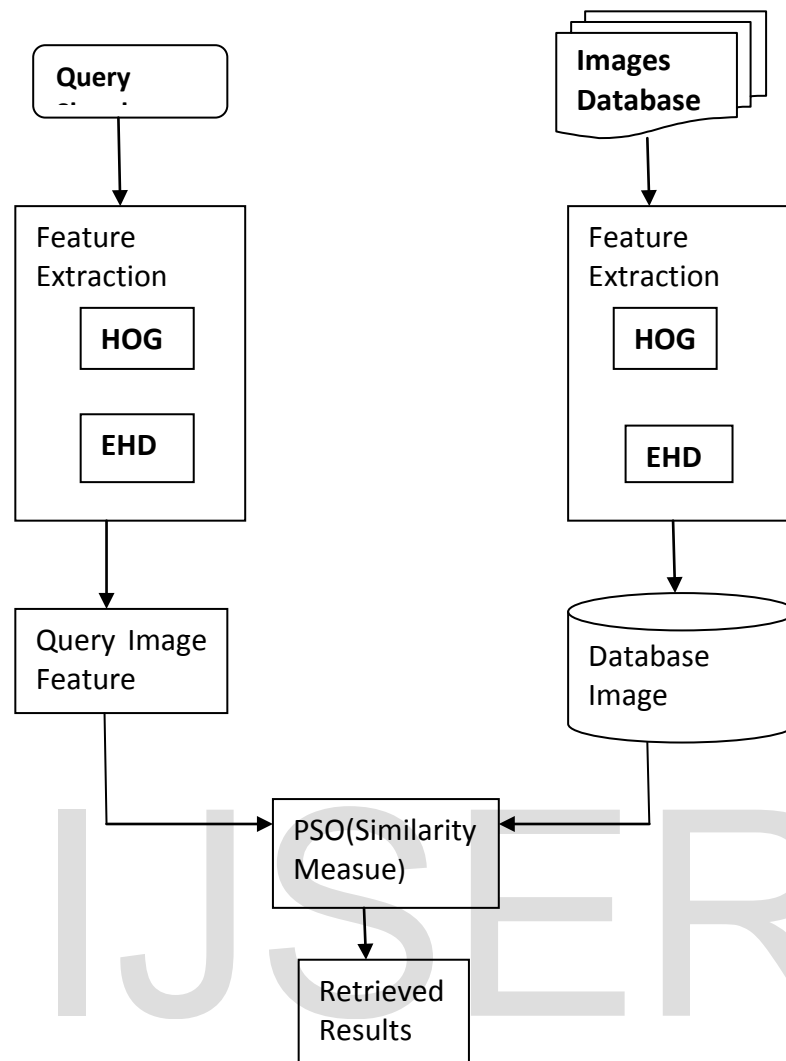 Query
Images
Database
Feature
Extraction
HOG
EHD
Feature
Extraction
HOG
EHD
Query Image
Feature
Database
Image
PSO(Similarity
Measue)
Retrieved
Results
IJSER